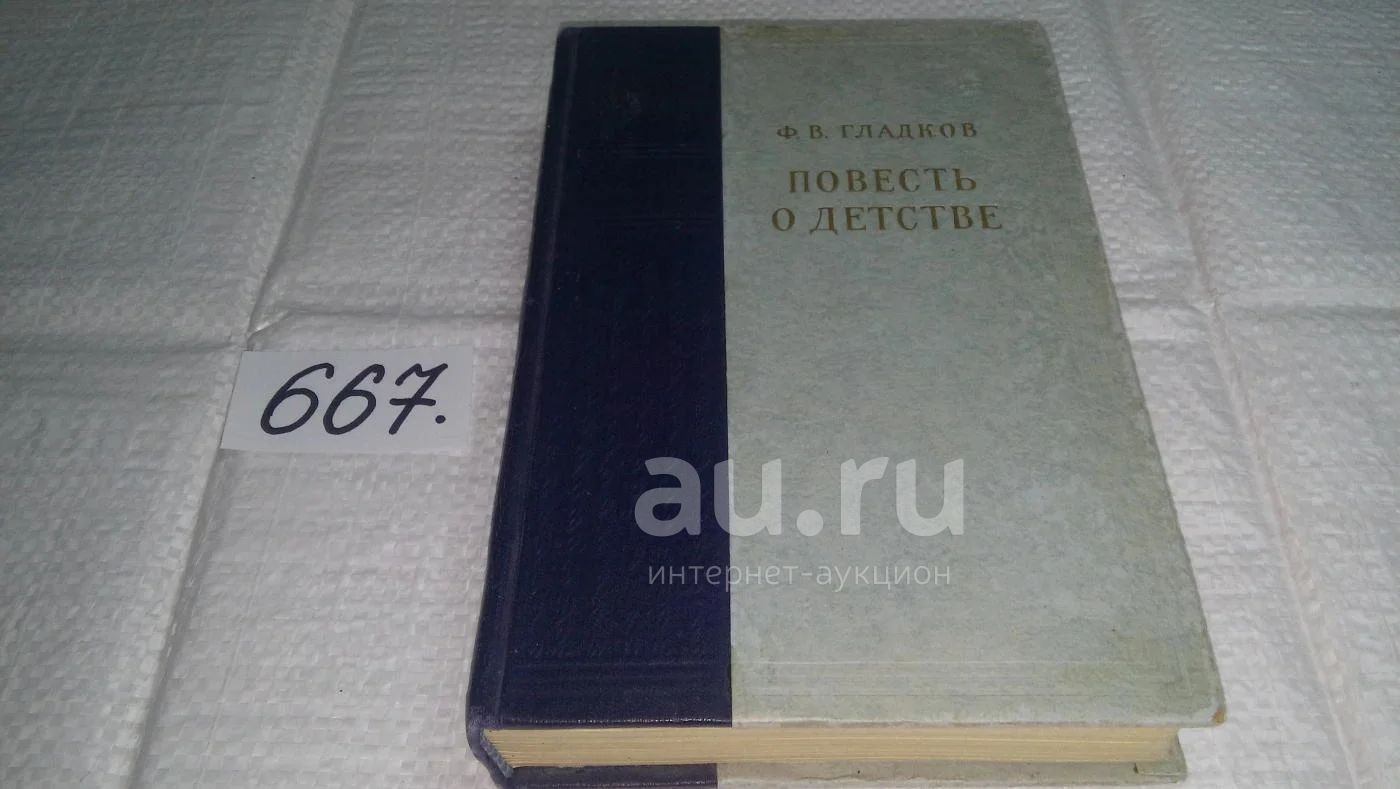 Ф. В. ГЛАДКОВ
ПОВЕСТЬ
О ДЕТСТВЕ
667.
au.ru
интернет-аукцион